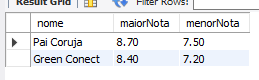 Result Grid Filter Rows:
nome maiorNota menorNota
Pai Coruja 8.70 7.50
Green Conect 8.40 7.20